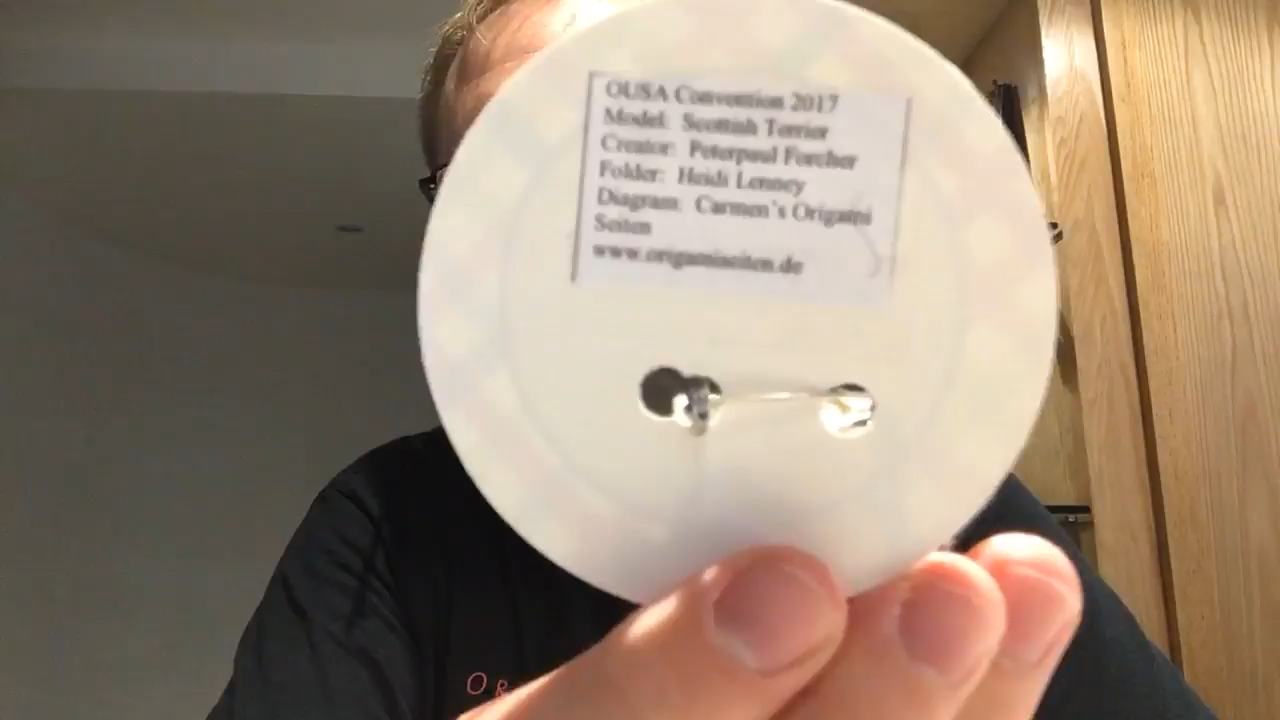 OUSA Convention 2017
Model: Scottish Terrier
Creator: Peterpaul Forcher
Folder: Heidi Lenney
Diagram: Carmen's Origami
Seiten
www.origamiseiten.de